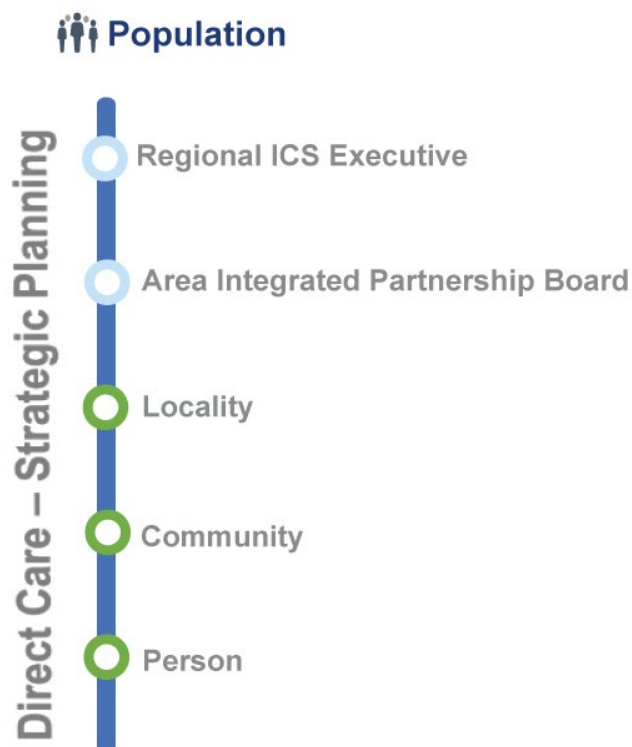 Population
Direct Care – Strategic Planning
Regional ICS Executive
Area Integrated Partnership Board
Locality
Community
Person